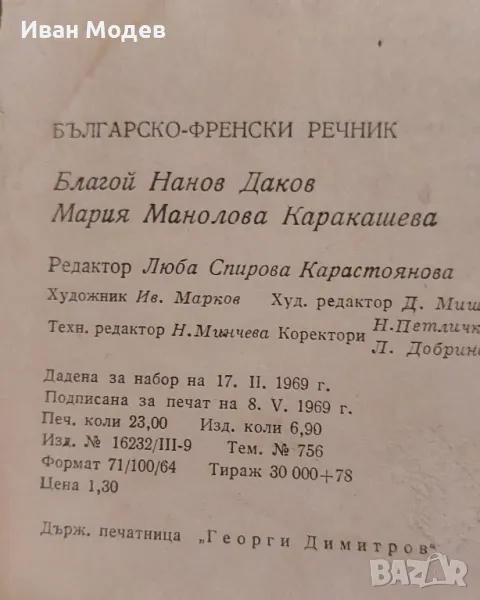 Иван Модев
БЪЛГАРСКО-ФРЕНСКИ РЕЧНИК
Благой Нанов Даков
Мария Манолова Каракашева
Редактор Люба Спирова Карастоянова
Художник Ив. Марков Худ. редактор Д.
Техн. редактор Н. Минчева Коректори Н.
Л.
Дадена за набор на 17. II. 1969 г.
Подписана за печат на 8. V. 1969 г.
Печ. коли 23,00 Изд. коли 6,90
Изд. № 16232/III-9 Тем. № 756
Формат 71/100/64 Тираж 30 000+78
Цена 1,30
Държ. печатница „Георги Димитров“
BAZAR